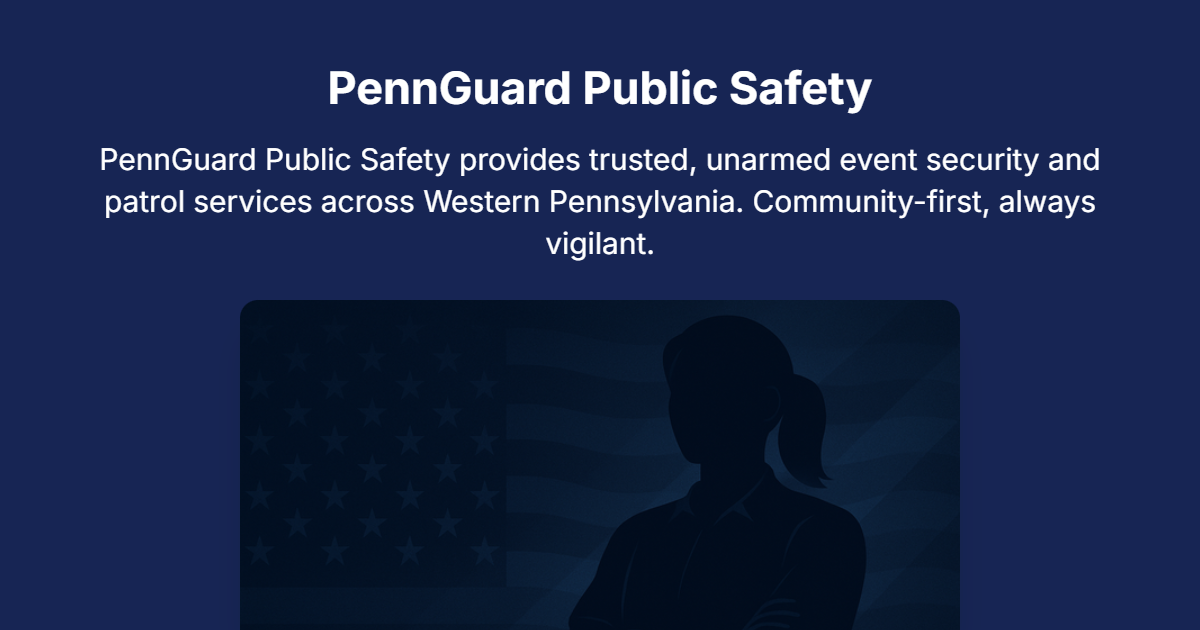 PennGuard Public Safety
PennGuard Public Safety provides trusted, unarmed event security and
patrol services across Western Pennsylvania. Community-first, always
vigilant.